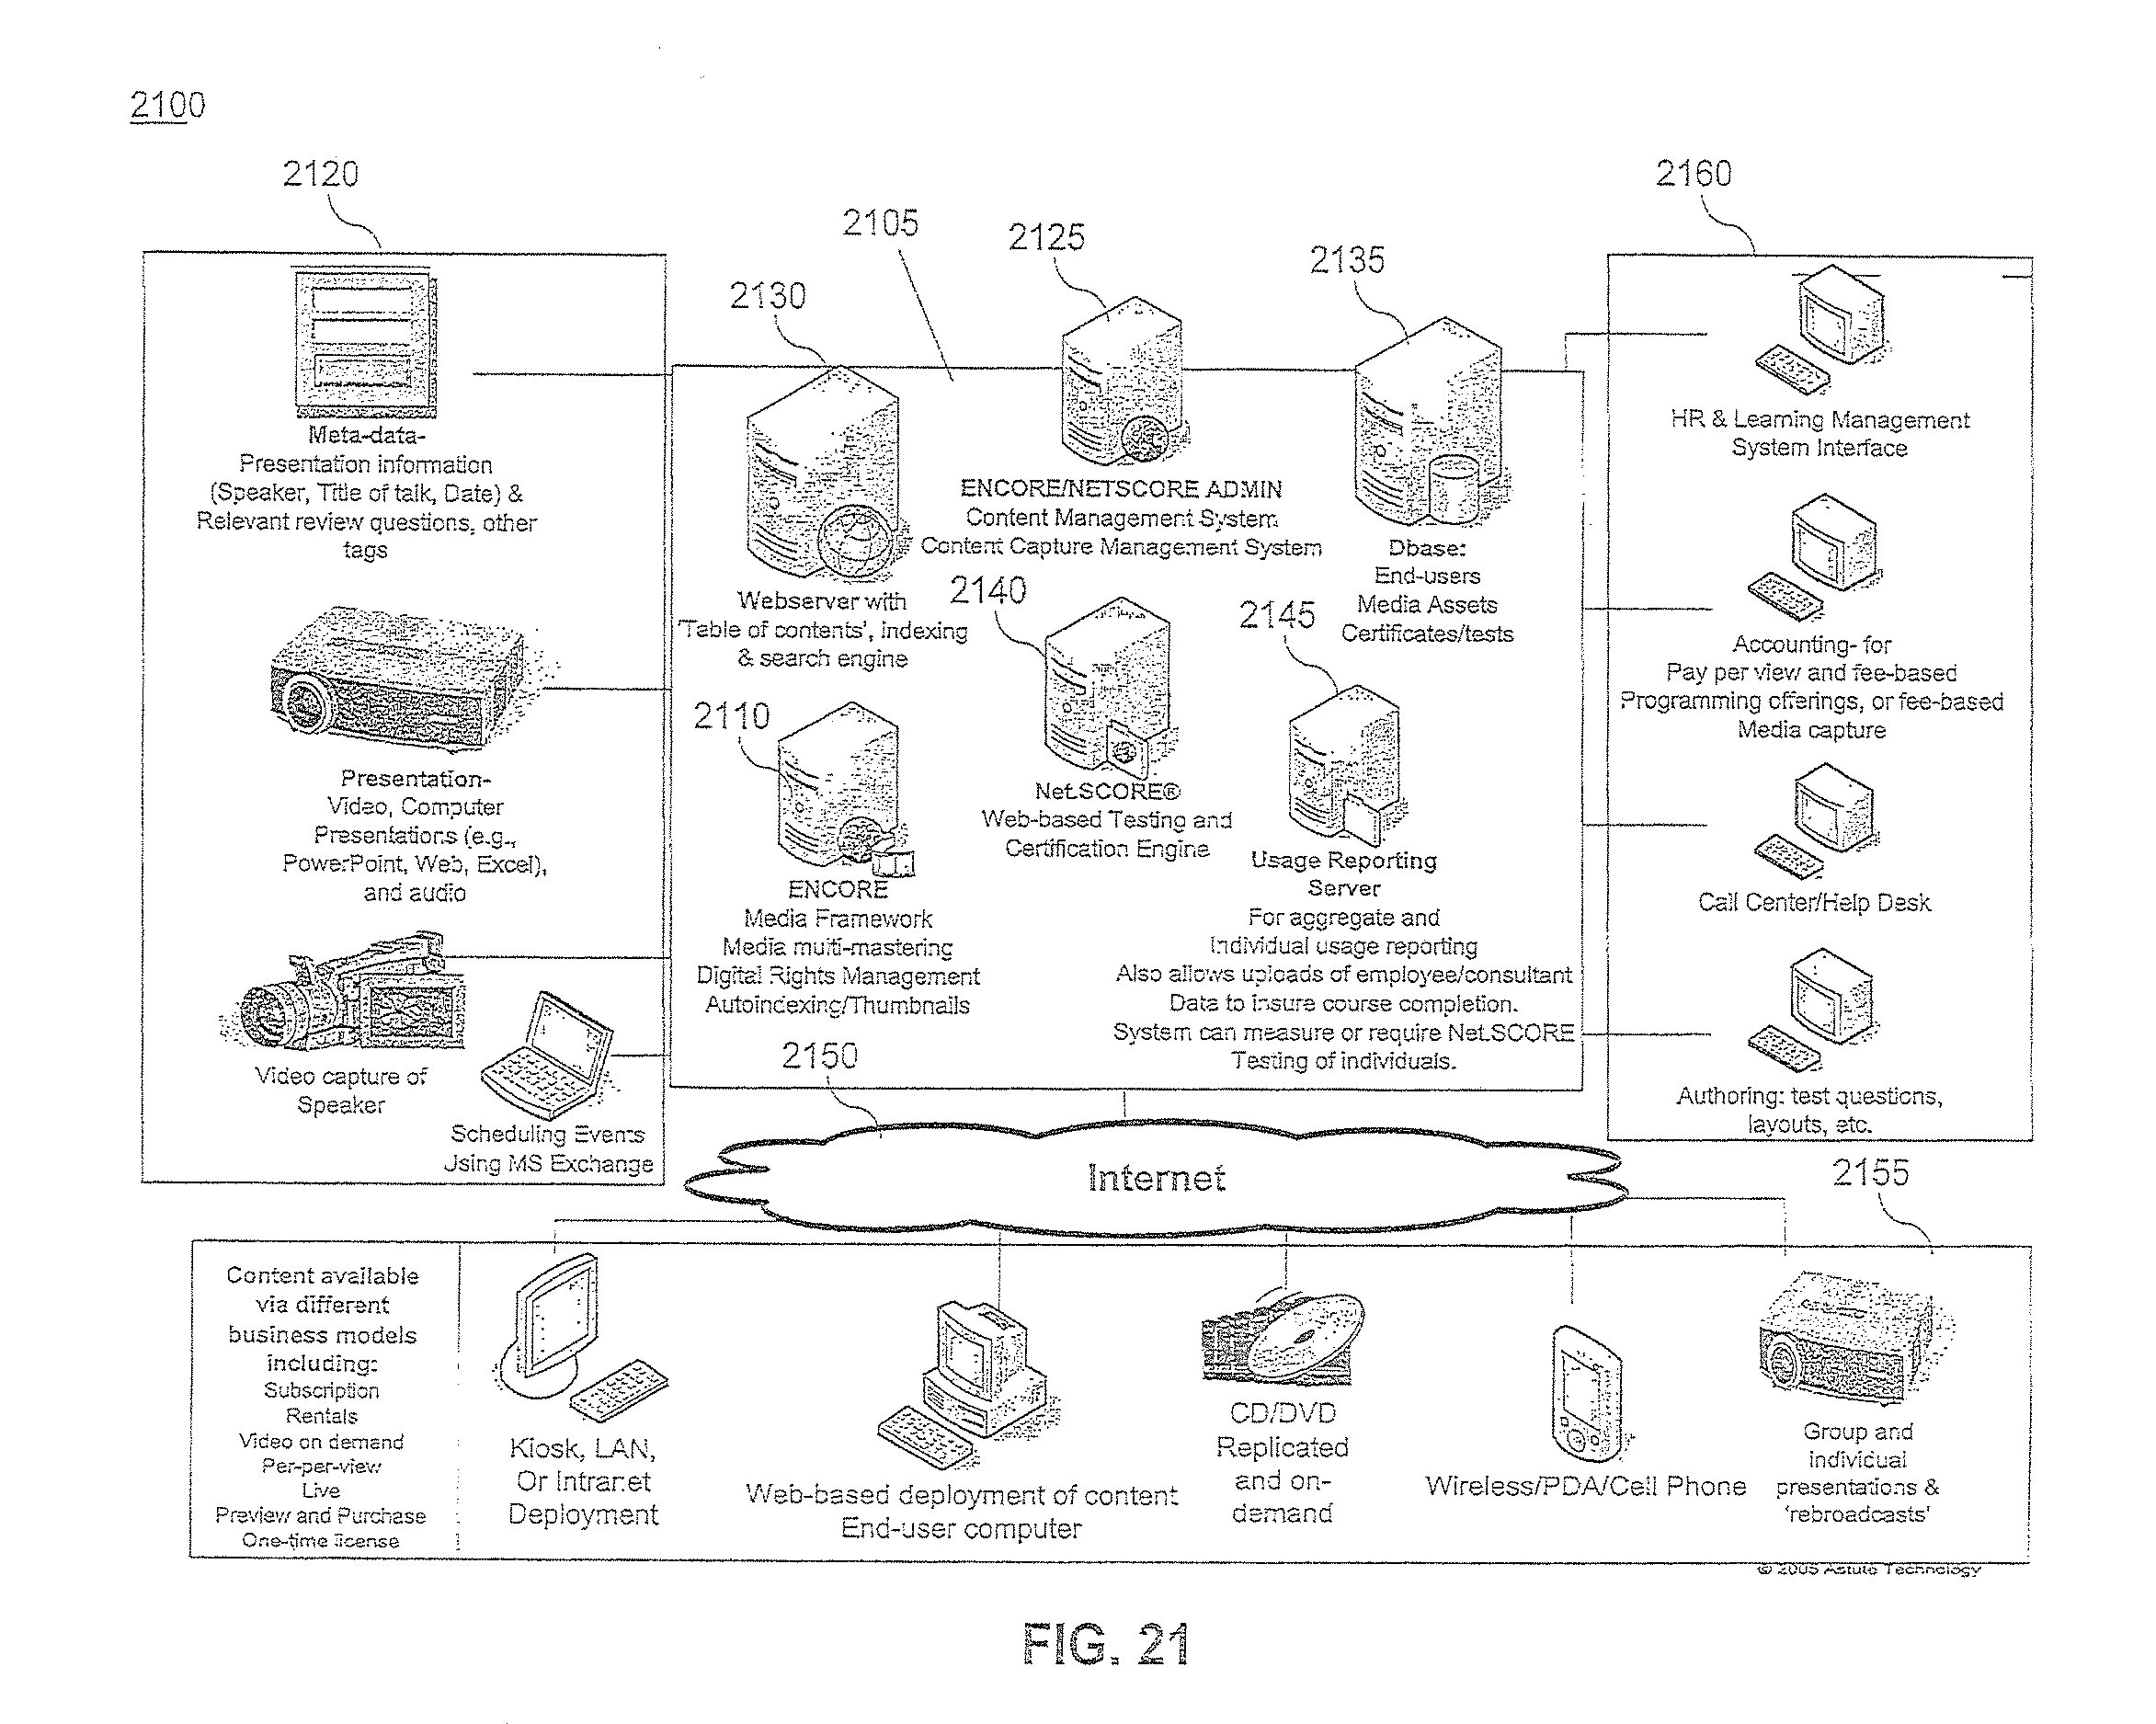 2100
2120
Meta-data-
Presentation information
(Speaker, Title of talk, Date) &
Relevant review questions, other
tags
Presentation-
Video, Computer
Presentations (e.g.,
PowerPoint, Web, Excel),
and audio
Video capture of
Speaker
Scheduling Events
Using MS Exchange
2105
2130
Webserver with
'Table of contents', indexing
& search engine
2125
ENCORE/NETSCORE ADMIN
Content Management System
Content Capture Management System
2135
Dbase:
End-users
Media Assets
Certificates/tests
2110
ENCORE
Media Framework
Media multi-mastering
Digital Rights Management
Autoindexing/Thumbnails
2140
NetSCORE®
Web-based Testing and
Certification Engine
2145
Usage Reporting
Server
For aggregate and
Individual usage reporting
Also allows uploads of employee/consultant
Data to insure course completion.
System can measure or require NetSCORE
Testing of individuals.
2160
HR & Learning Management
System Interface
Accounting- for
Pay per view and fee-based
Programming offerings, or fee-based
Media capture
Call Center/Help Desk
Authoring: test questions,
layouts, etc.
2150
Internet
2155
Content available
via different
business models
including:
Subscription
Rentals
Video on demand
Per-per-view
Live
Preview and Purchase
One-time license
Kiosk, LAN,
Or Intranet
Deployment
Web-based deployment of content
End-user computer
CD/DVD
Replicated
and on-
demand
Wireless/PDA/Cell Phone
Group and
individual
presentations &
'rebroadcasts'
© 2005 Astute Technology
FIG. 21